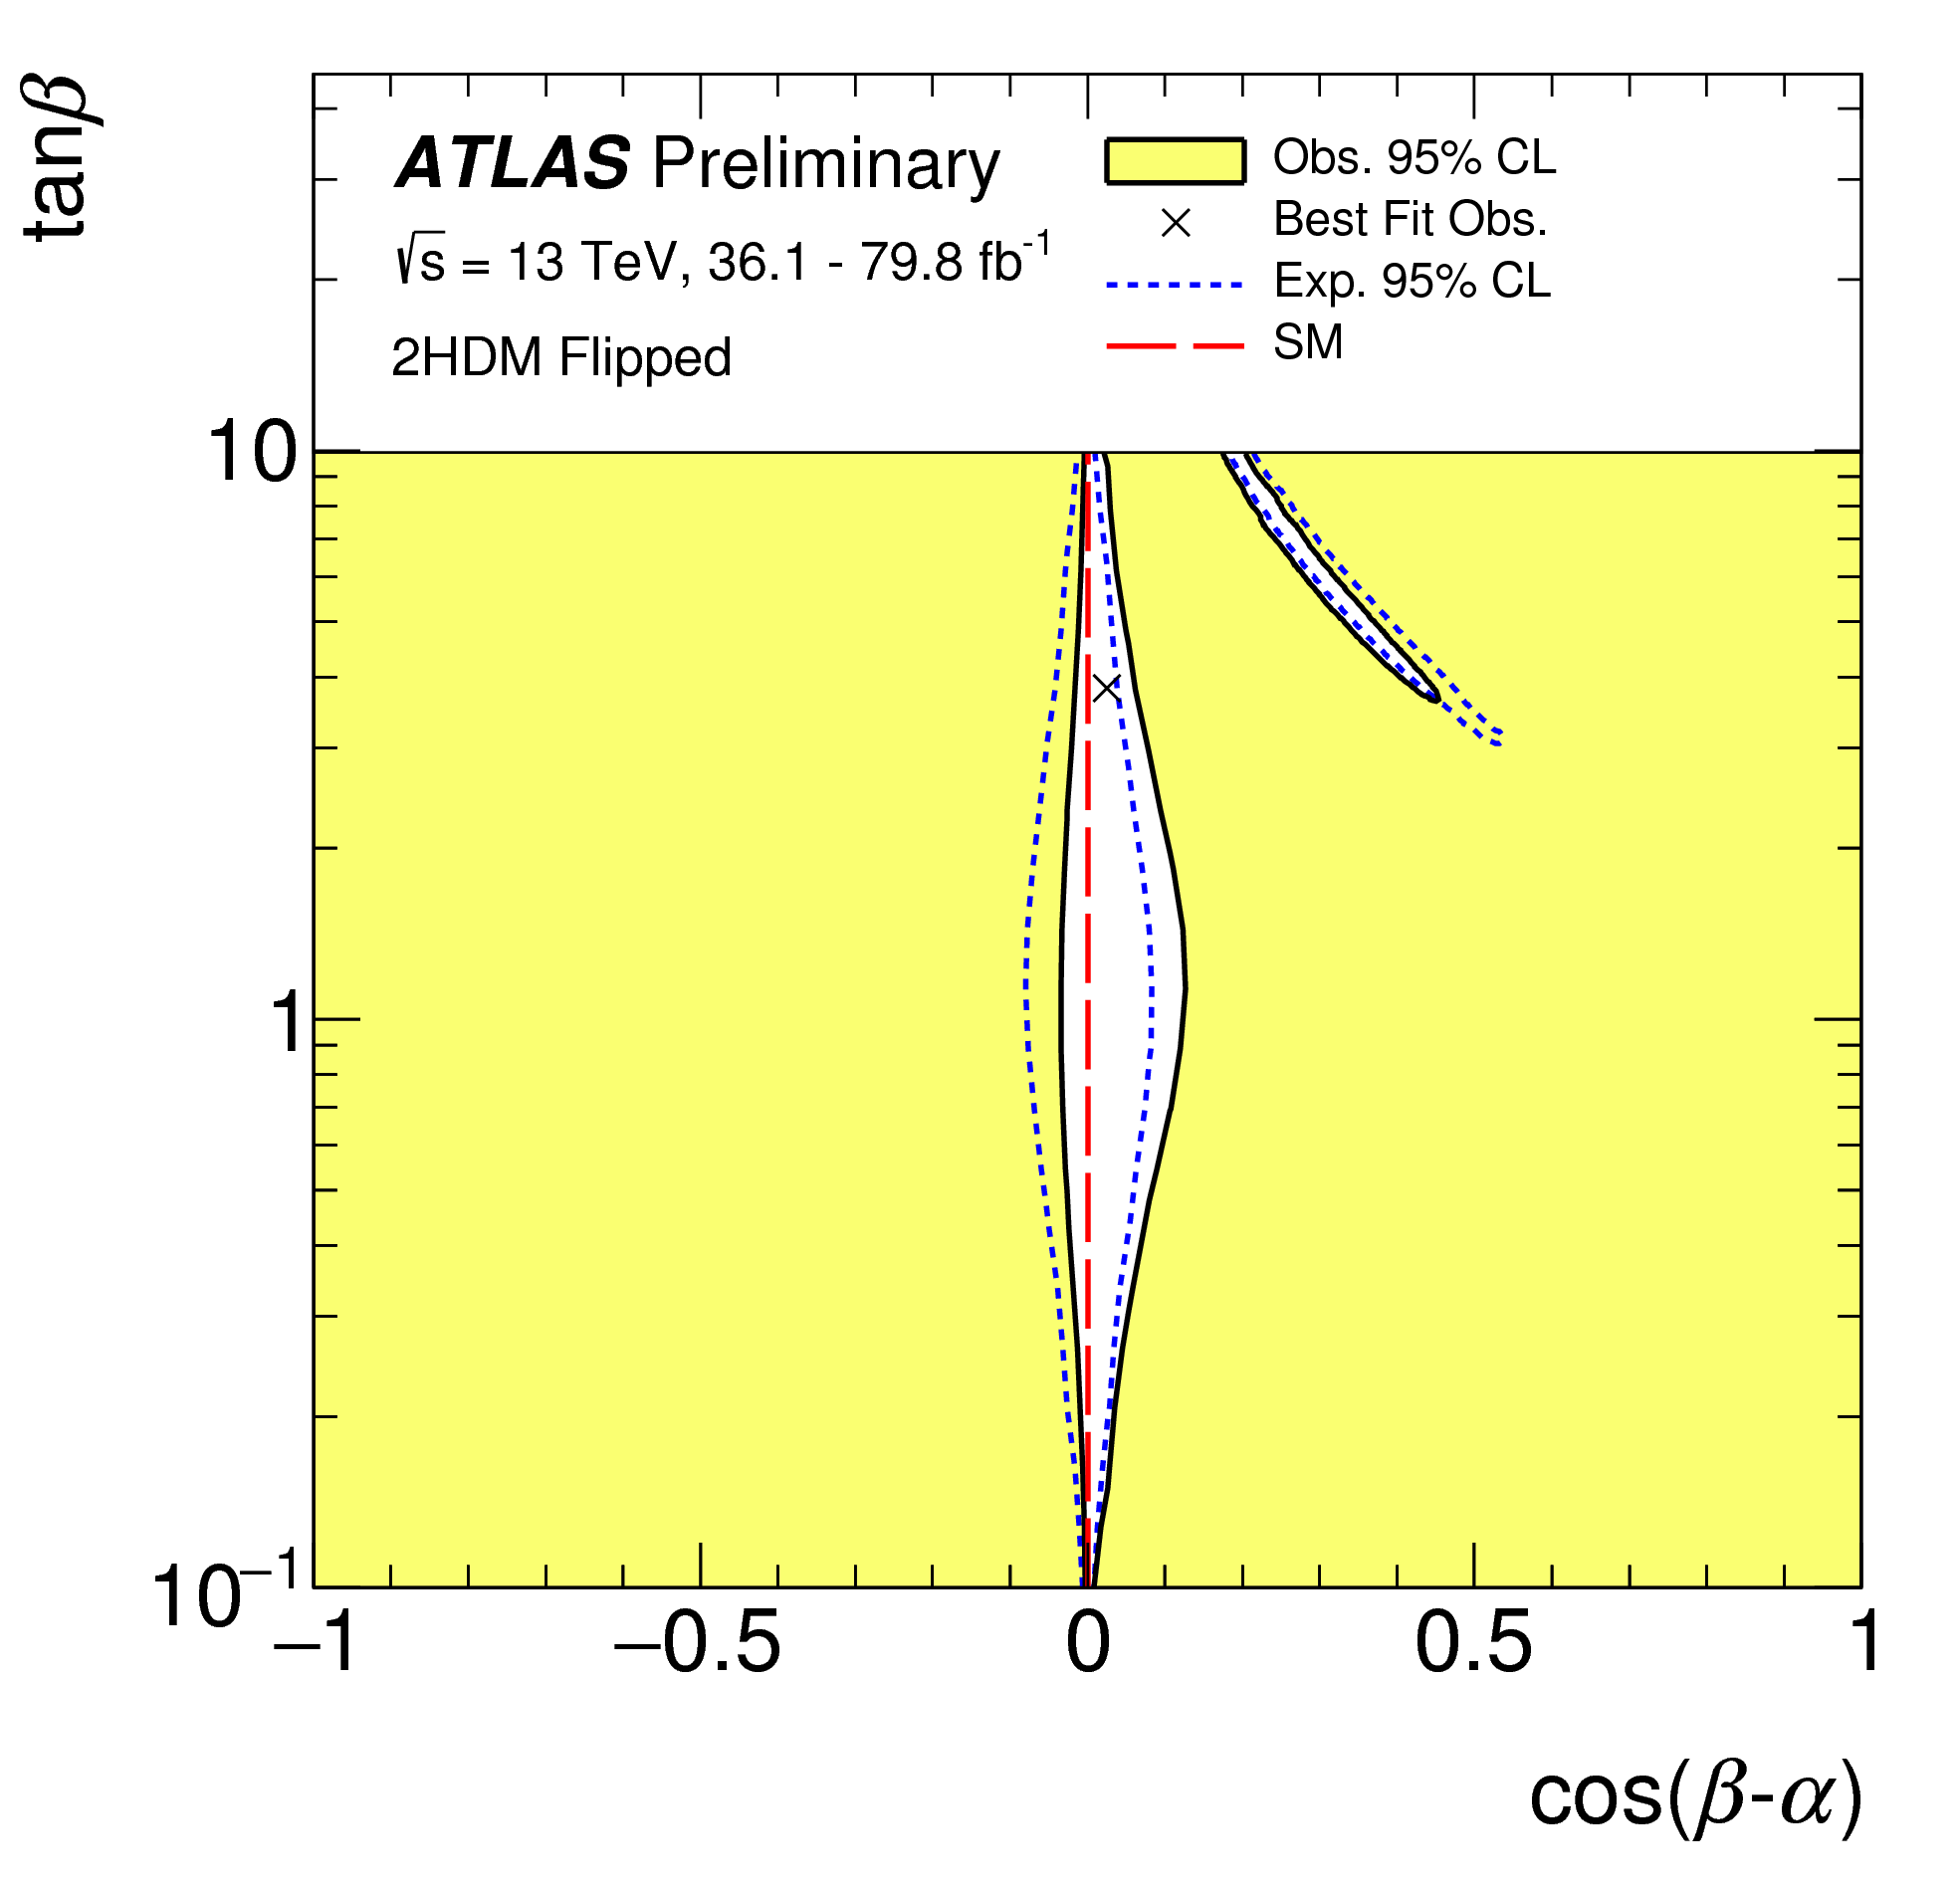 tanβ
ATLAS Preliminary
√s = 13 TeV, 36.1 - 79.8 fb⁻¹
2HDM Flipped
Obs. 95% CL
Best Fit Obs.
Exp. 95% CL
SM
10
1
10⁻¹
−1 −0.5 0 0.5 1
cos(β-α)